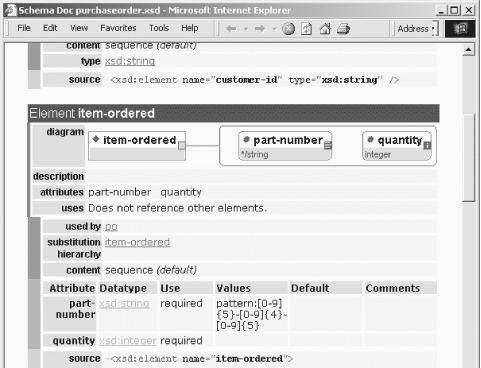 Schema Doc purchaseorder.xsd - Microsoft Internet Explorer
File Edit View Favorites Tools Help
Address
content sequence (default)
type xsd:string
source <xsd:element name="customer-id" type="xsd:string" />
Element item-ordered
diagram item-ordered part-number quantity
*/string integer
description
attributes part-number quantity
uses Does not reference other elements.
used by po
substitution item-ordered
hierarchy
content sequence (default)
Attribute Datatype Use Values Default Comments
part- xsd:string required pattern:[0-9]
number {5}-[0-9]{4}-
[0-9]{5}
quantity xsd:integer required
source -<xsd:element name="item-ordered">